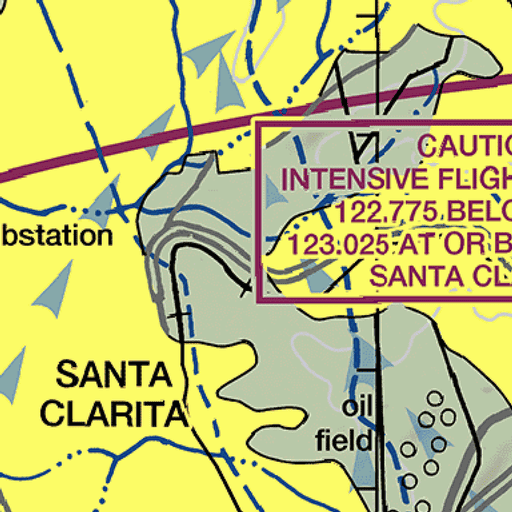 CAUTIO
INTENSIVE FLIGH
122.775 BELO
123.025 AT OR B
SANTA CL
bstation
SANTA
CLARITA
oil
field